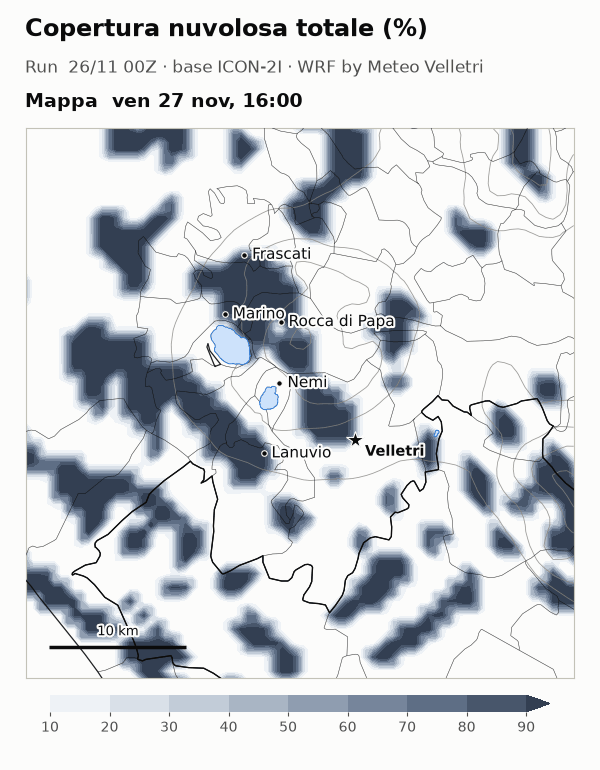 Copertura nuvolosa totale (%)
Run  26/11 00Z · base ICON-2I · WRF by Meteo Velletri
Mappa  ven 27 nov, 16:00
Frascati
Marino
Rocca di Papa
Nemi
Velletri
Lanuvio
10 km
10 20 30 40 50 60 70 80 90